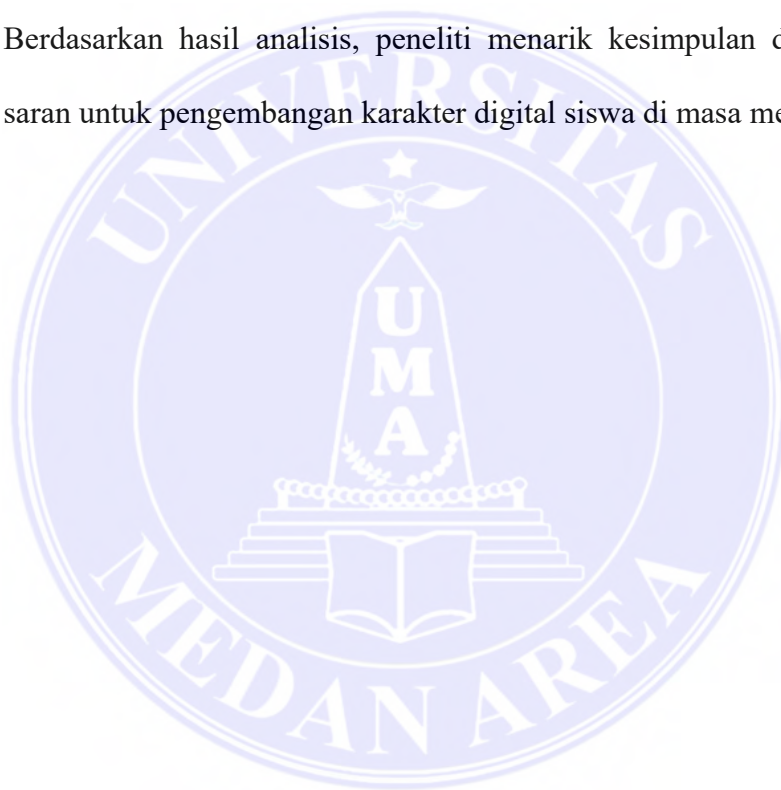 Berdasarkan hasil analisis, peneliti menarik kesimpulan
saran untuk pengembangan karakter digital siswa di masa
UNIVERSITAS
U
M
A
MEDAN AREA